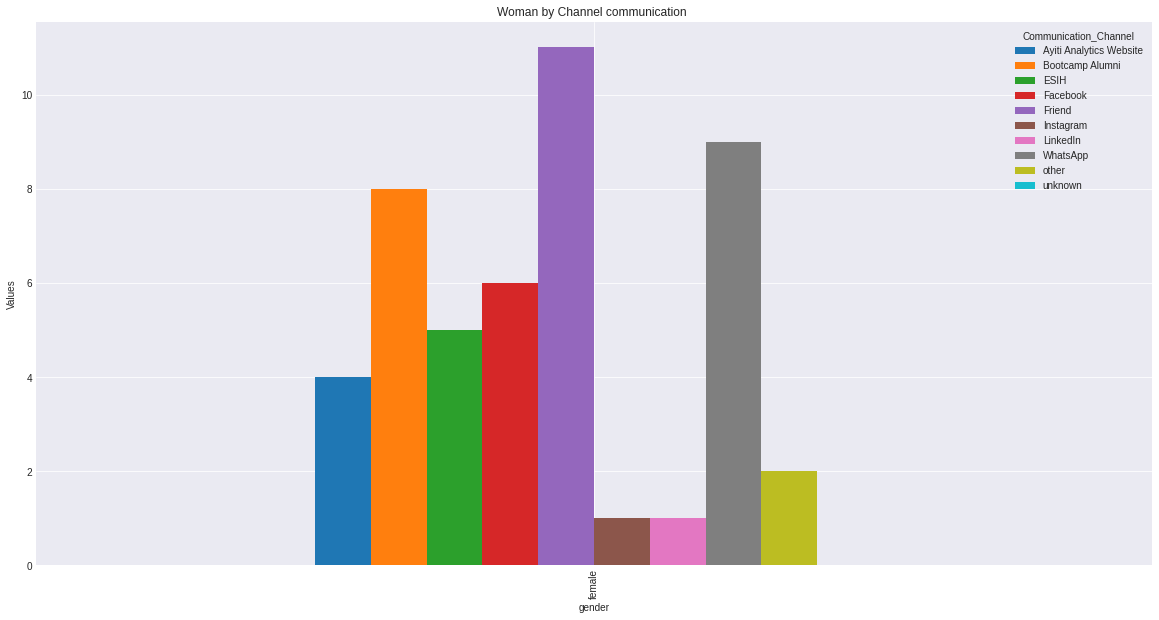 Woman by Channel communication
Communication_Channel
Ayiti Analytics Website
Bootcamp Alumni
ESIH
Facebook
Friend
Instagram
LinkedIn
WhatsApp
other
unknown
Values
10
8
6
4
2
0
female
gender